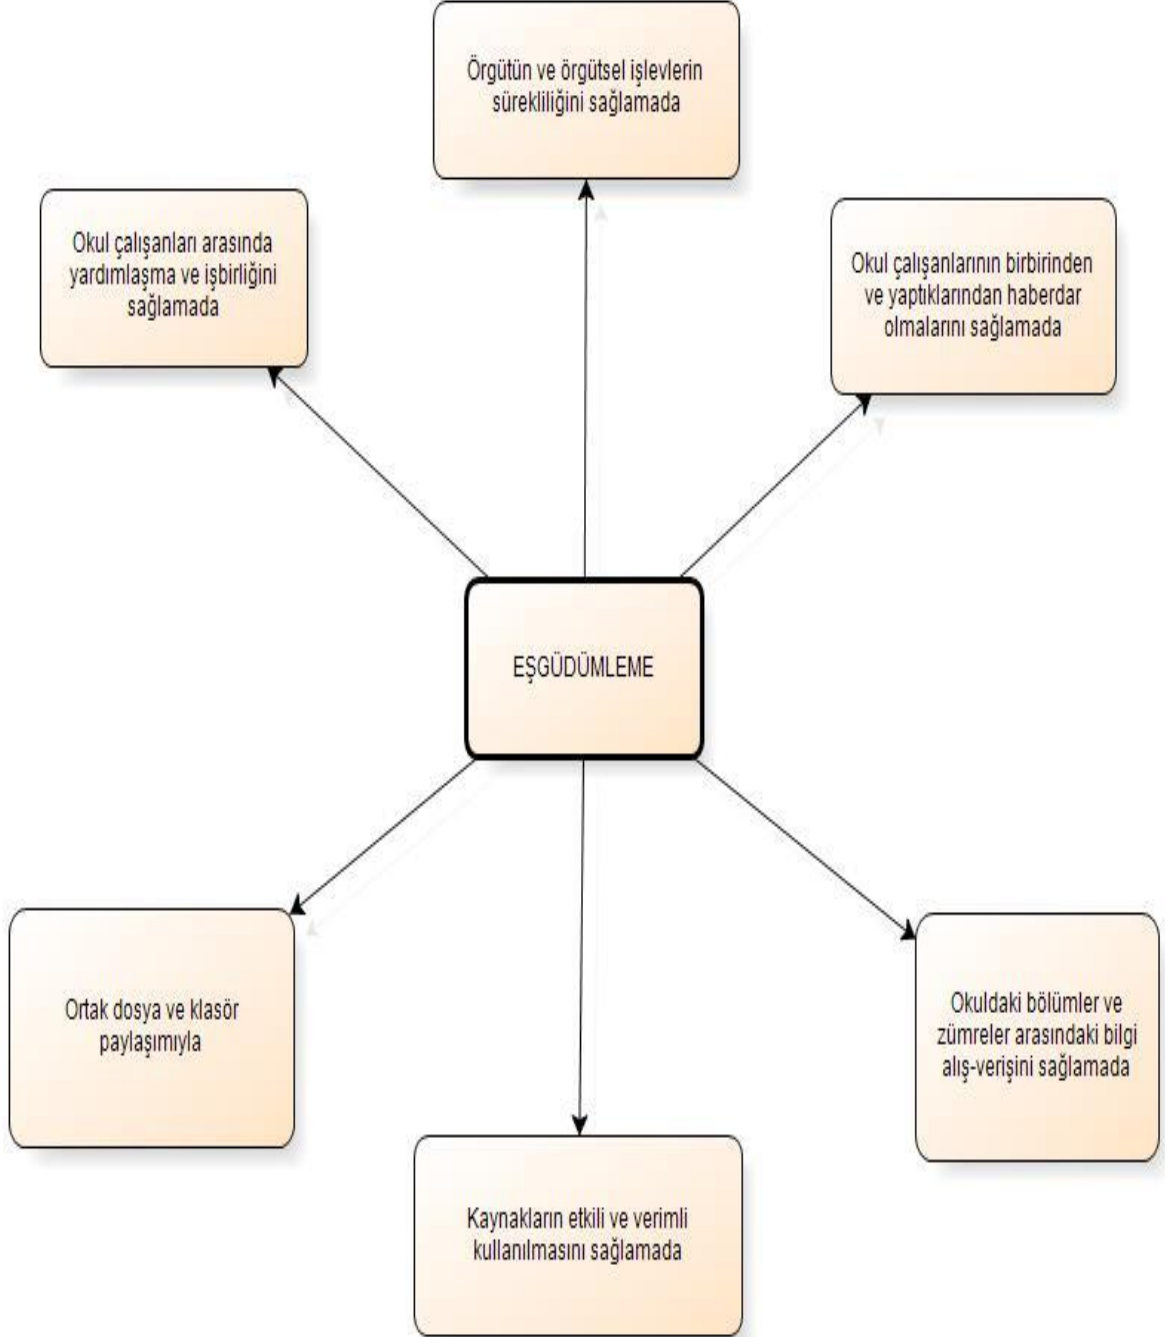 Örgütün ve örgütsel işlevlerin
sürekliliğini sağlamada
Okul çalışanları arasında
yardımlaşma ve işbirliğini
sağlamada
Okul çalışanlarının birbirinden
ve yaptıklarından haberdar
olmalarını sağlamada
EŞGÜDÜMLEME
Ortak dosya ve klasör
paylaşımıyla
Okuldaki bölümler ve
zümreler arasındaki bilgi
alış-verişini sağlamada
Kaynakların etkili ve verimli
kullanılmasını sağlamada